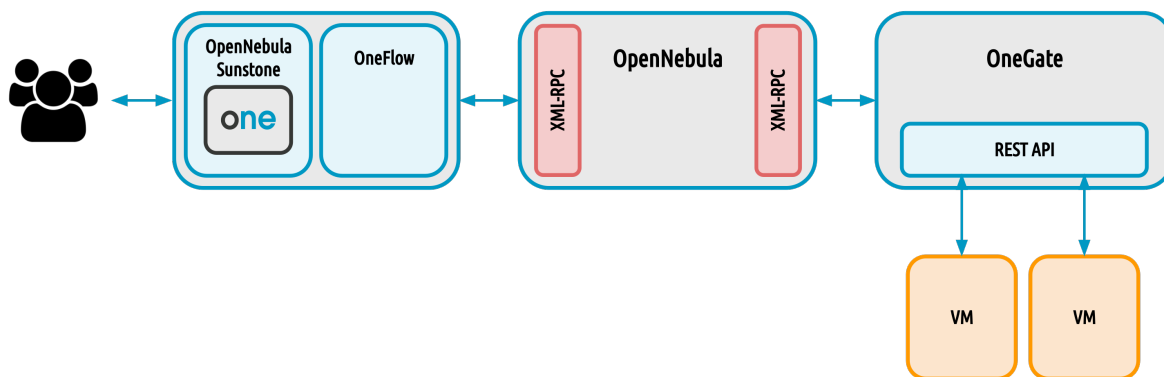 OpenNebula
Sunstone
one
OneFlow
XML-RPC
OpenNebula
XML-RPC
OneGate
REST API
VM
VM